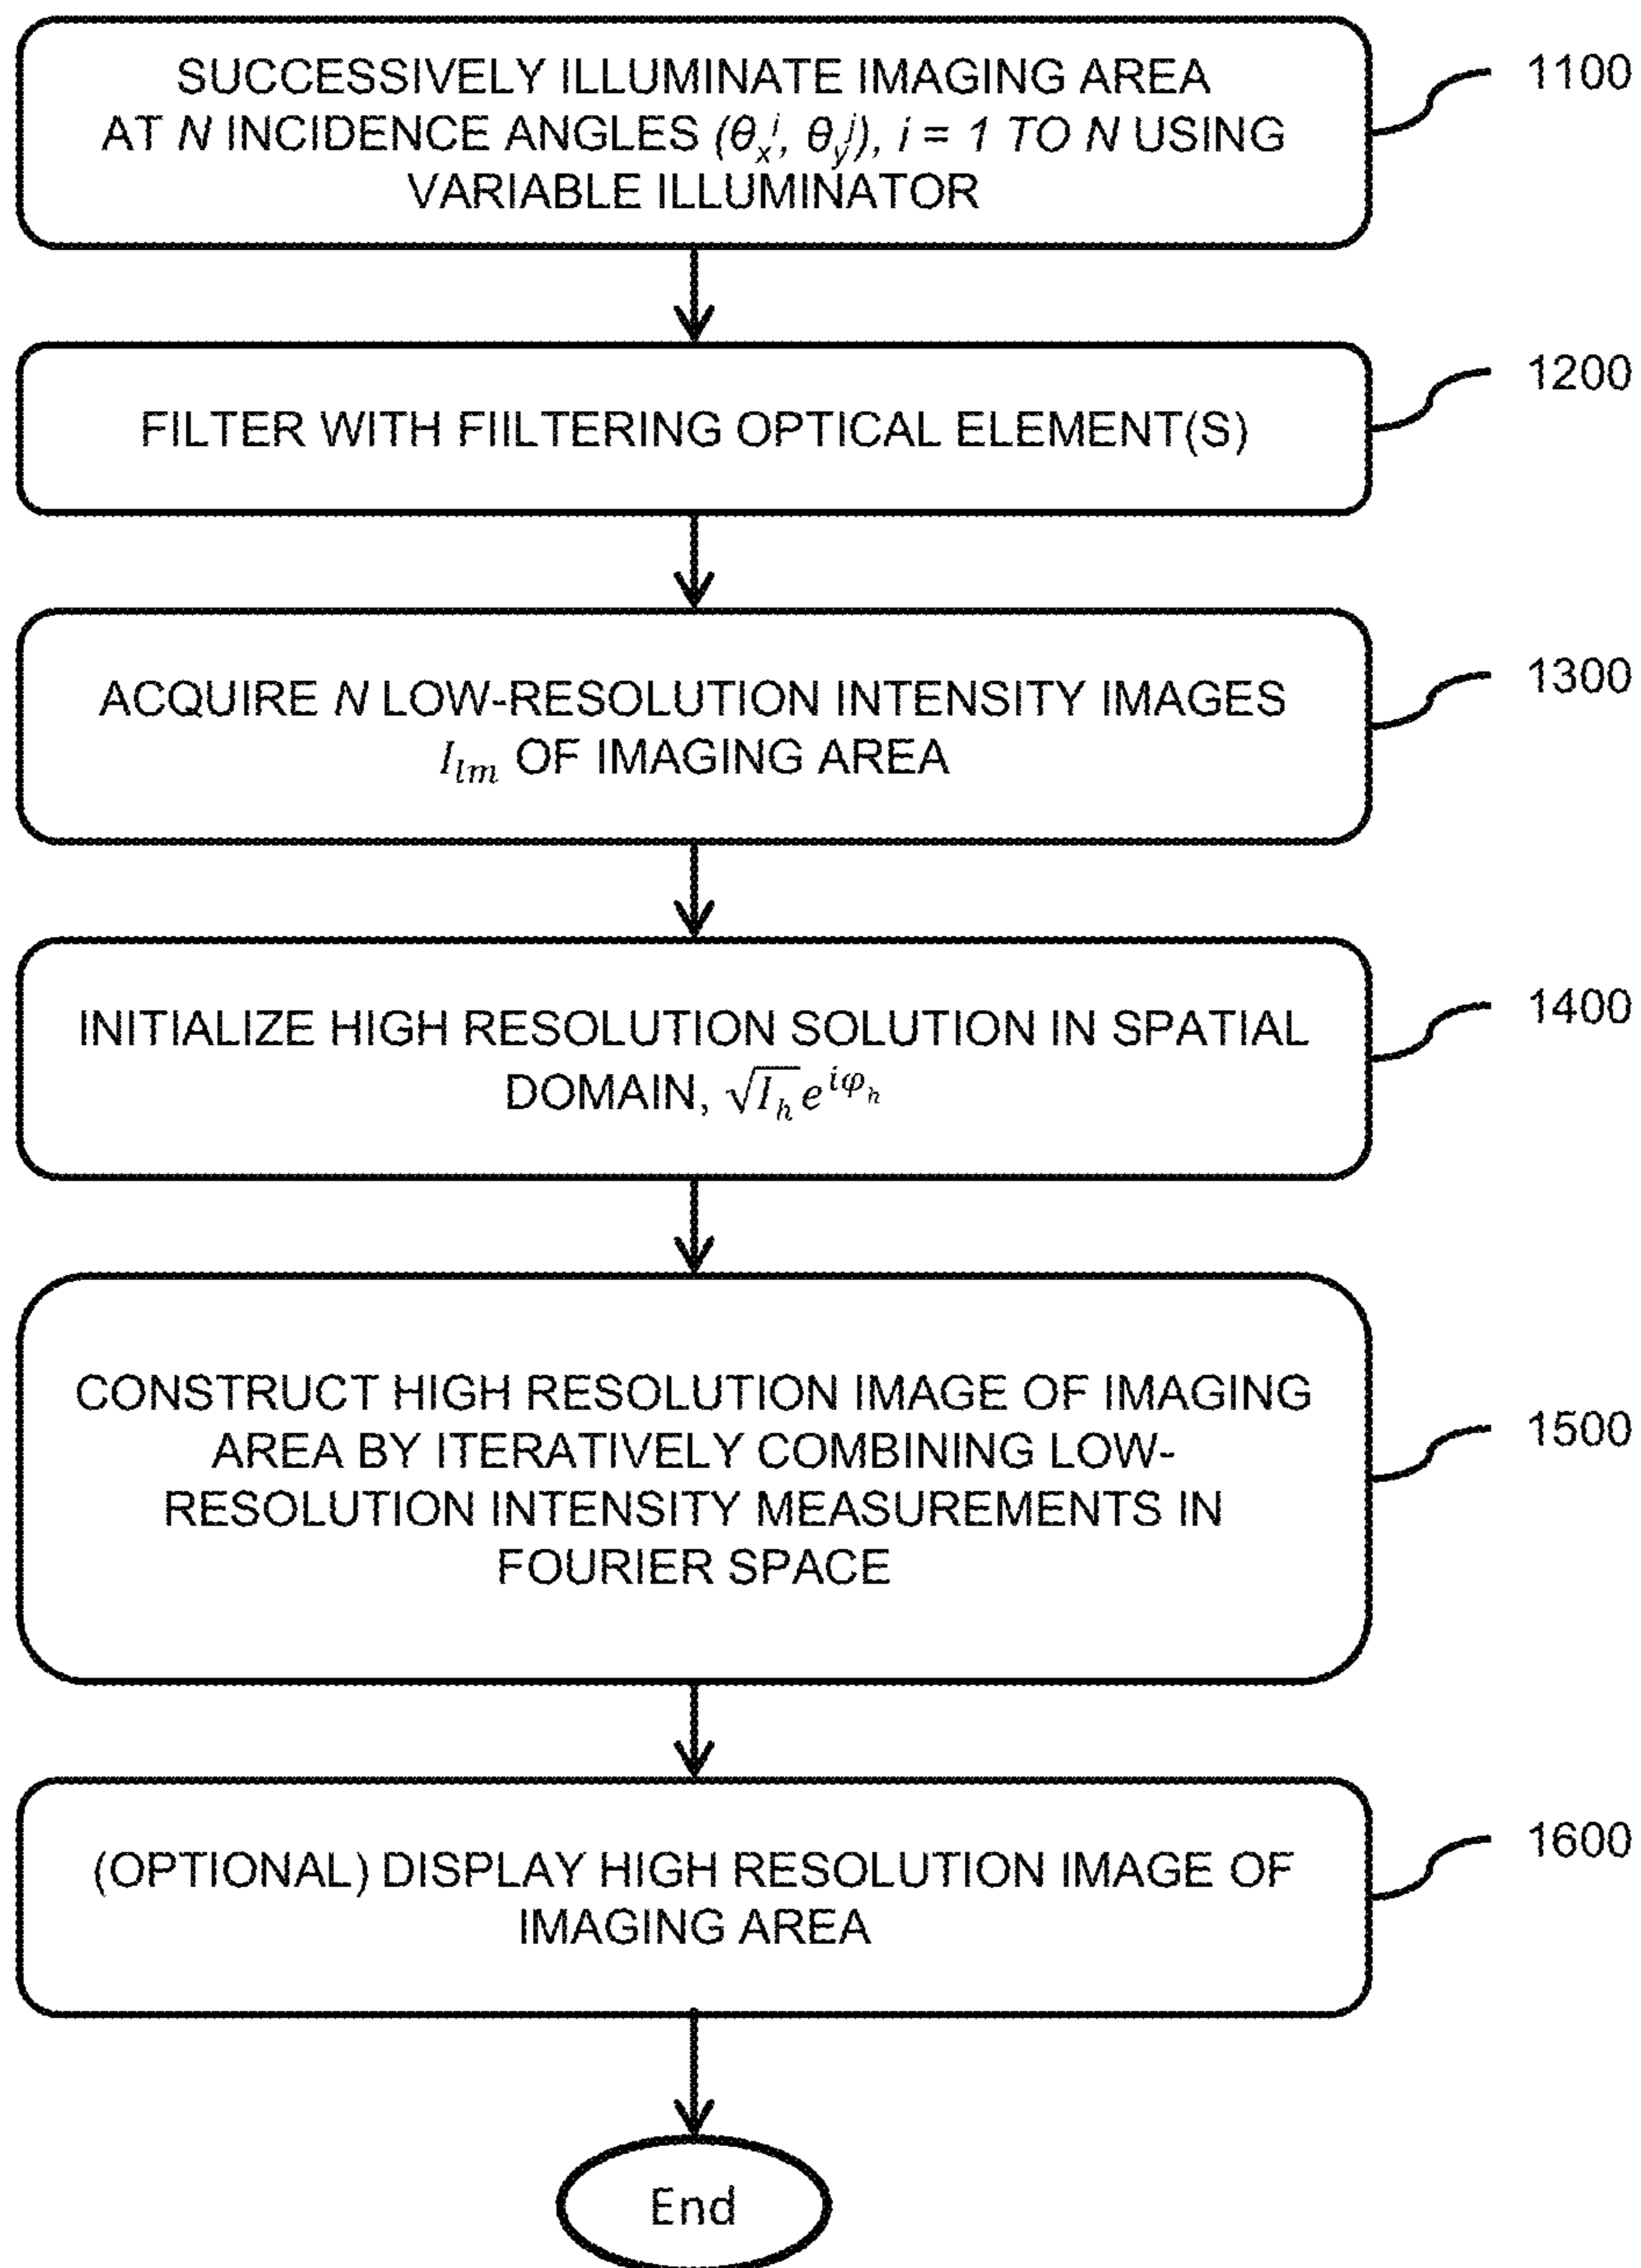 SUCCESSIVELY ILLUMINATE IMAGING AREA
AT N INCIDENCE ANGLES (θₓⁱ, θᵧʲ), i = 1 TO N USING
VARIABLE ILLUMINATOR
1100
FILTER WITH FIILTERING OPTICAL ELEMENT(S)
1200
ACQUIRE N LOW-RESOLUTION INTENSITY IMAGES
Iₗₘ OF IMAGING AREA
1300
INITIALIZE HIGH RESOLUTION SOLUTION IN SPATIAL
DOMAIN, √I_h e^{iφ_h}
1400
CONSTRUCT HIGH RESOLUTION IMAGE OF IMAGING
AREA BY ITERATIVELY COMBINING LOW-
RESOLUTION INTENSITY MEASUREMENTS IN
FOURIER SPACE
1500
(OPTIONAL) DISPLAY HIGH RESOLUTION IMAGE OF
IMAGING AREA
1600
End